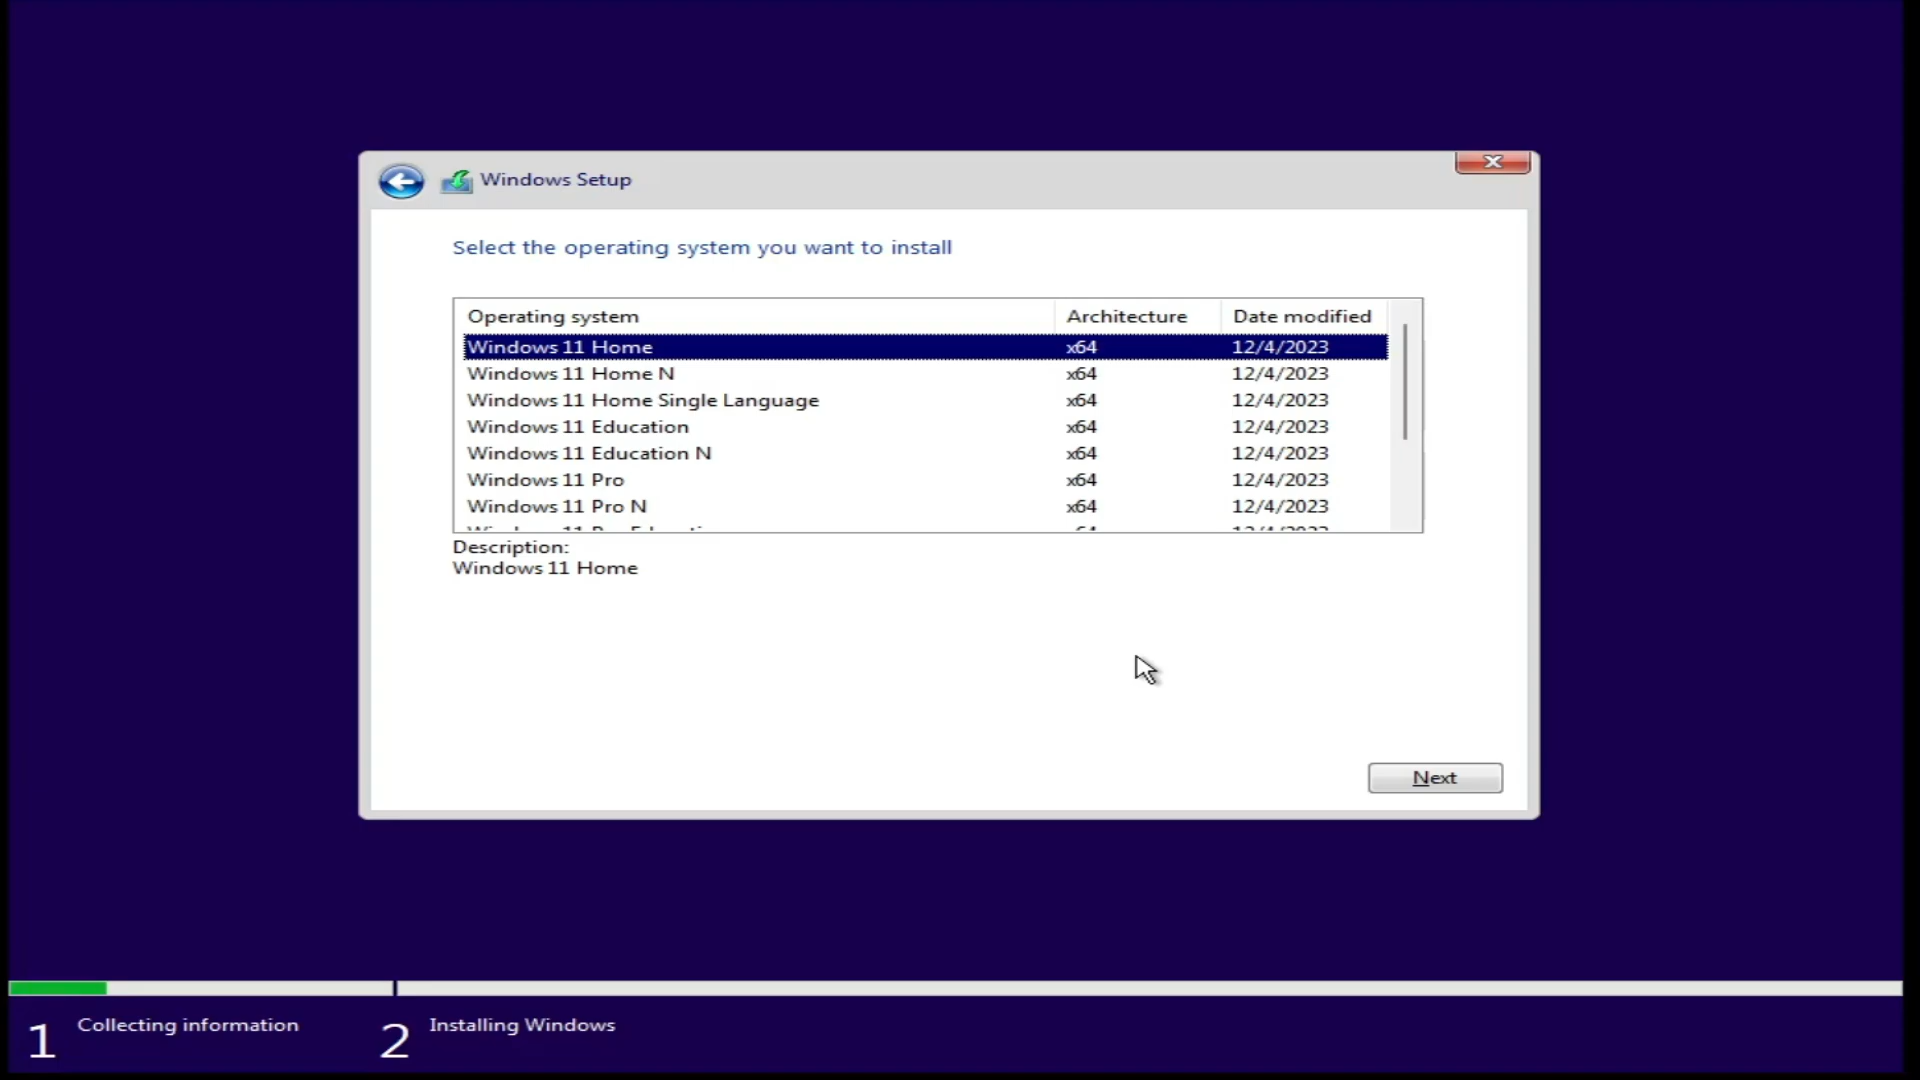 Windows Setup
Select the operating system you want to install
Operating system Architecture Date modified
Windows 11 Home x64 12/4/2023
Windows 11 Home N x64 12/4/2023
Windows 11 Home Single Language x64 12/4/2023
Windows 11 Education x64 12/4/2023
Windows 11 Education N x64 12/4/2023
Windows 11 Pro x64 12/4/2023
Windows 11 Pro N x64 12/4/2023
Description:
Windows 11 Home
Next
1 Collecting information 2 Installing Windows